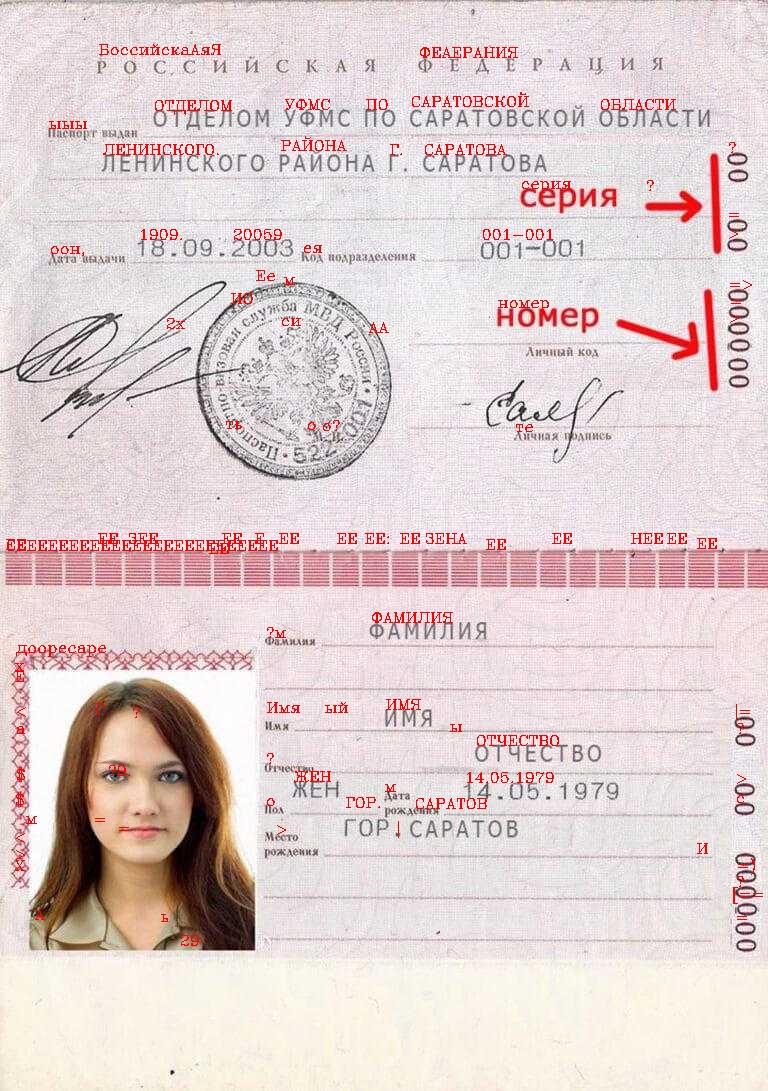 БоссийскаАяЯ ФЕАЕРАНИЯ
РОССИЙСКАЯ ФЕДЕРАЦИЯ
ОТДЕЛОМ УФМС ПО САРАТОВСКОЙ ОБЛАСТИ
ыыы
Паспорт выдан ОТДЕЛОМ УФМС ПО САРАТОВСКОЙ ОБЛАСТИ
ЛЕНИНСКОГО. РАЙОНА Г. САРАТОВА
ЛЕНИНСКОГО РАЙОНА Г. САРАТОВА
серия ?
серия
00 00
1909. 20059 001-001
оон, ея
Дата выдачи 18.09.2003 Код подразделения 001-001
Ее м
ИО
номер
номер
000000
2х си АА
Личный код
Паспортно-визовая служба МВД России
522
ть о о? те
Личная подпись
ЕЕ ЗЕЕ ЕЕ Е ЕЕ ЕЕ ЕЕ: ЕЕ ЗЕНА ЕЕ ЕЕ НЕЕ ЕЕ ЕЕ
ФАМИЛИЯ
?м
Фамилия ФАМИЛИЯ
дооресаре
Имя ый ИМЯ
Имя ИМЯ
ы
ОТЧЕСТВО
?
Отчество ОТЧЕСТВО
ЖЕН м 14.05.1979
Пол ЖЕН Дата рождения 14.05.1979
о ГОР. САРАТОВ
Место рождения ГОР. САРАТОВ
И
00 00 000000
м = =
ь
29